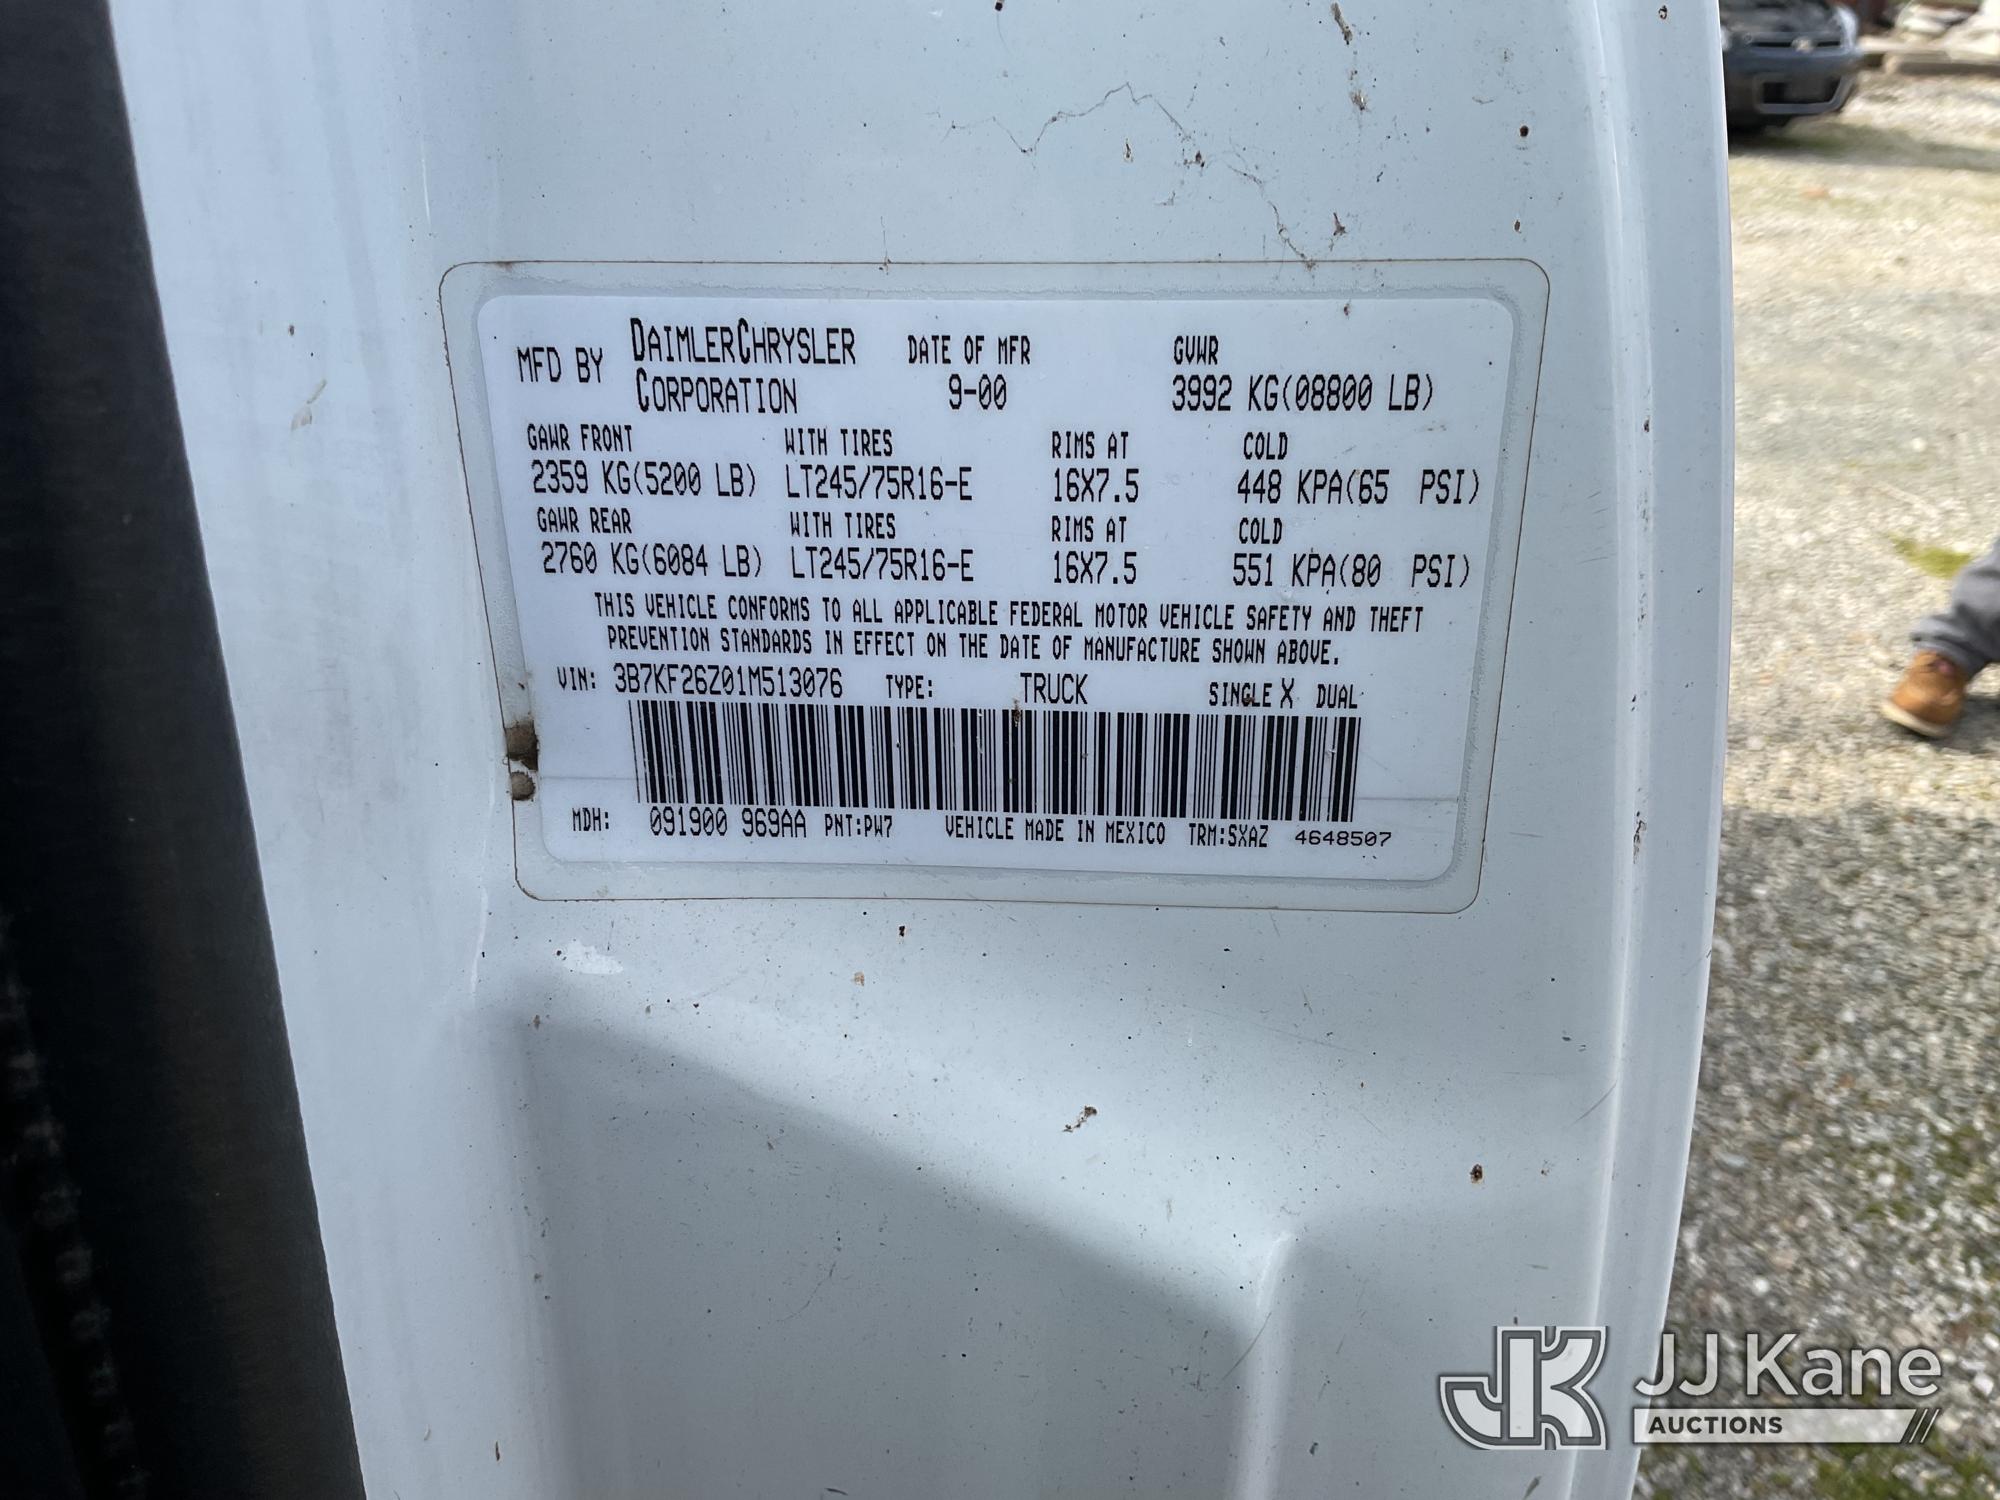 MFD BY DAIMLERCHRYSLER CORPORATION DATE OF MFR 9-00 GVWR 3992 KG(08800 LB)
GAWR FRONT WITH TIRES RIMS AT COLD
2359 KG(5200 LB) LT245/75R16-E 16X7.5 448 KPA(65 PSI)
GAWR REAR WITH TIRES RIMS AT COLD
2760 KG(6084 LB) LT245/75R16-E 16X7.5 551 KPA(80 PSI)
THIS VEHICLE CONFORMS TO ALL APPLICABLE FEDERAL MOTOR VEHICLE SAFETY AND THEFT
PREVENTION STANDARDS IN EFFECT ON THE DATE OF MANUFACTURE SHOWN ABOVE.
VIN: 3B7KF26Z01M513076 TYPE: TRUCK SINGLE X DUAL
MDH: 091900 969AA PNT:PW7 VEHICLE MADE IN MEXICO TRM:SXAZ 4648507
JK JJ Kane
AUCTIONS